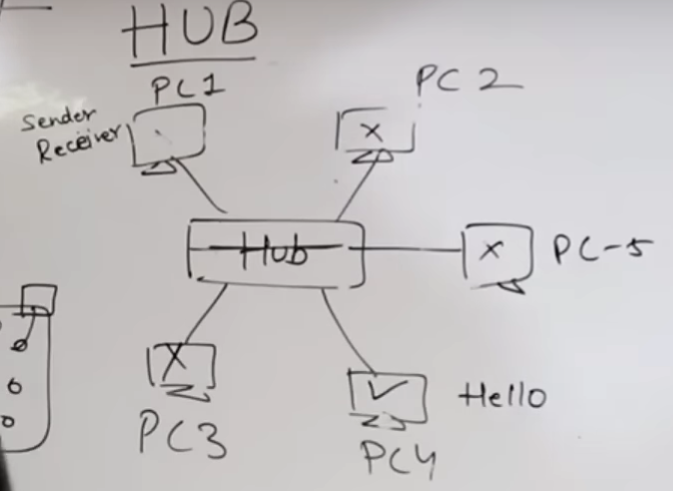 HUB
PC1
PC 2
Sender
Receiver
x
Hub
x
PC-5
X
✓
Hello
PC3
PC4